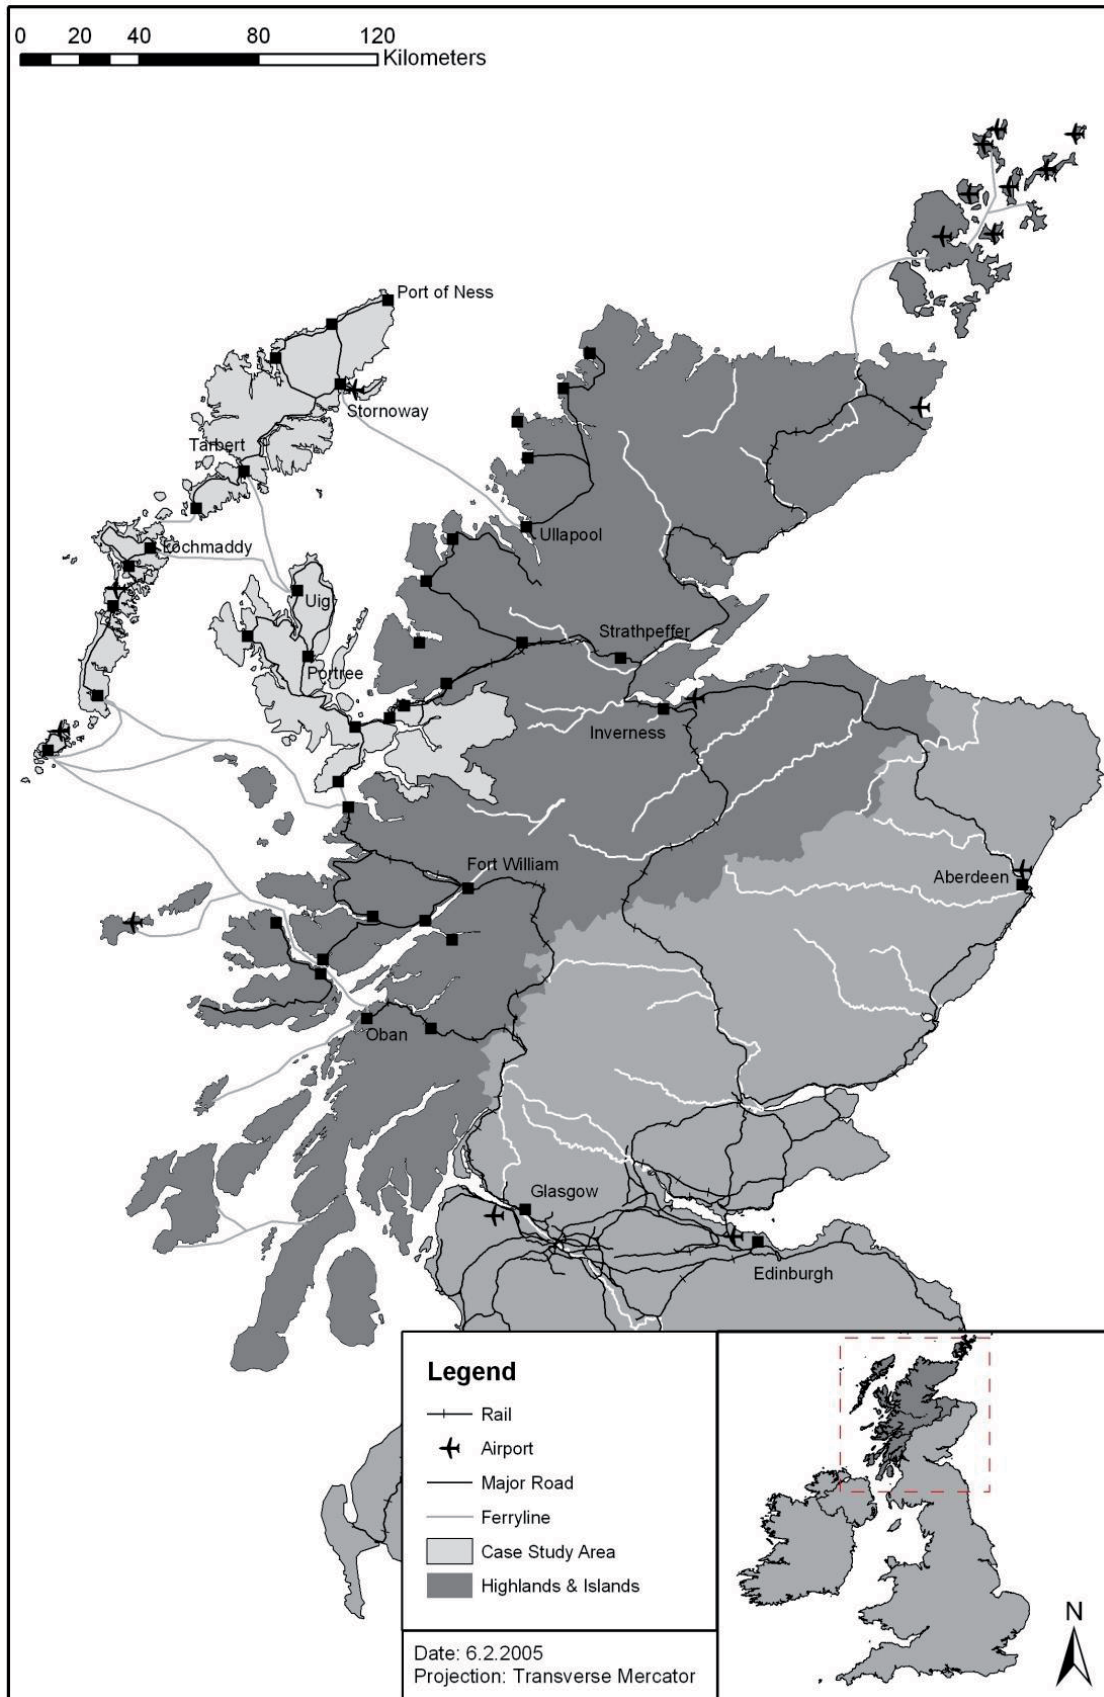 0 20 40 80 120
Kilometers
Port of Ness
Stornoway
Tarbert
Ullapool
Lochmaddy
Uig
Strathpeffer
Portree
Inverness
Fort William
Aberdeen
Oban
Glasgow
Edinburgh
Legend
Rail
Airport
Major Road
Ferryline
Case Study Area
Highlands & Islands
Date: 6.2.2005
Projection: Transverse Mercator
N